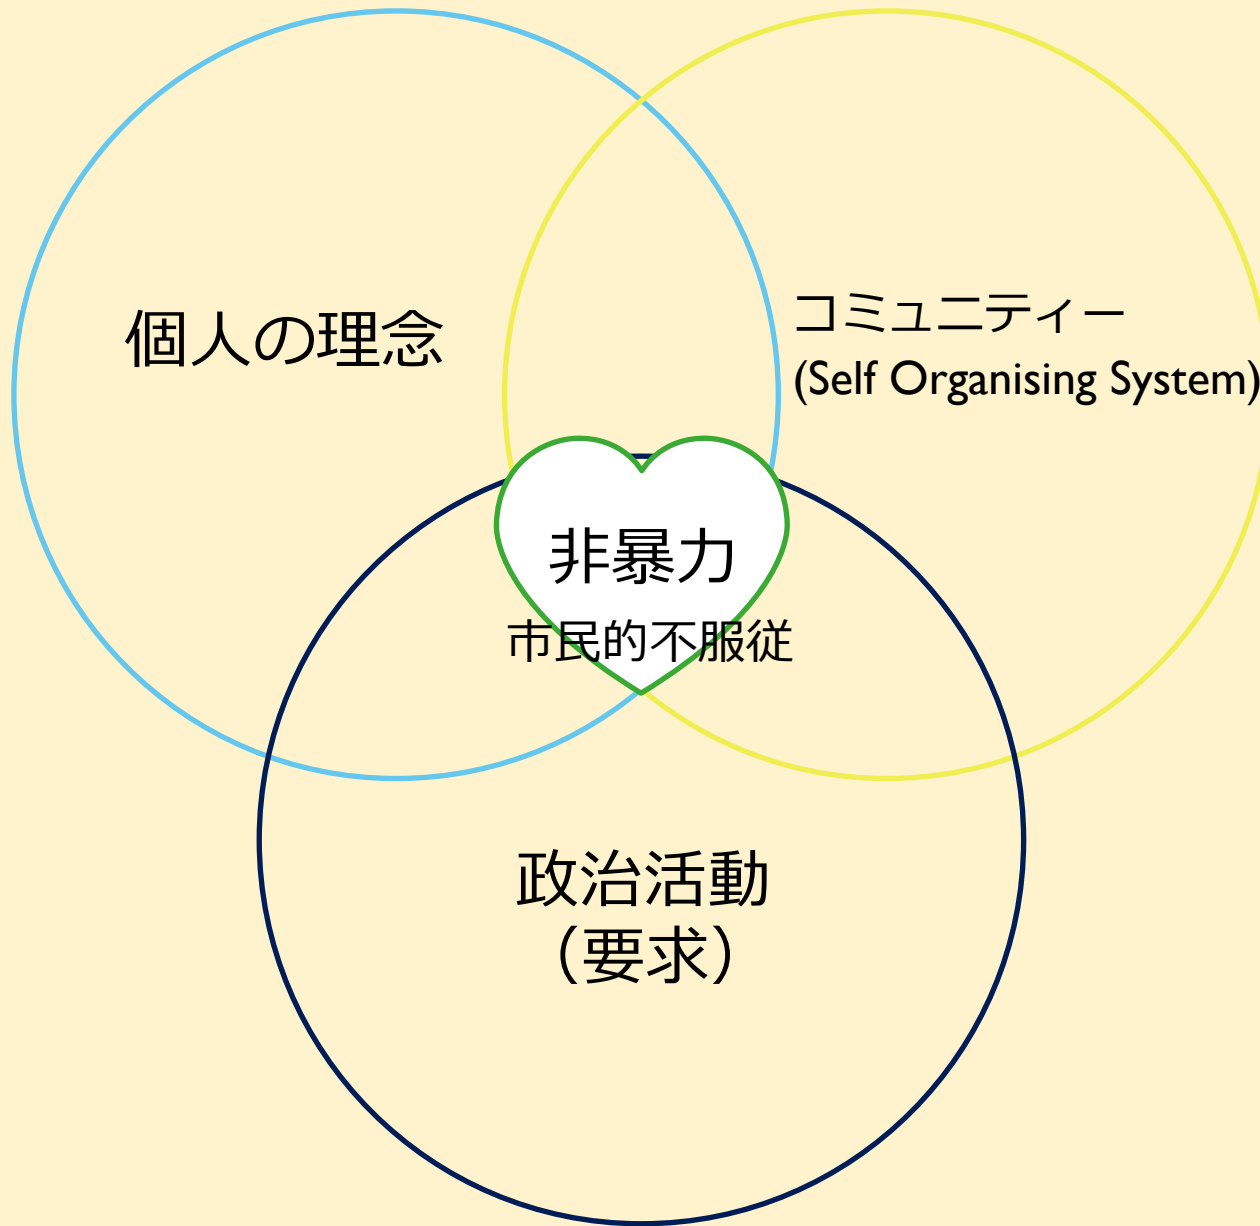 個人の理念
コミュニティー
(Self Organising System)
非暴力
市民的不服従
政治活動
（要求）